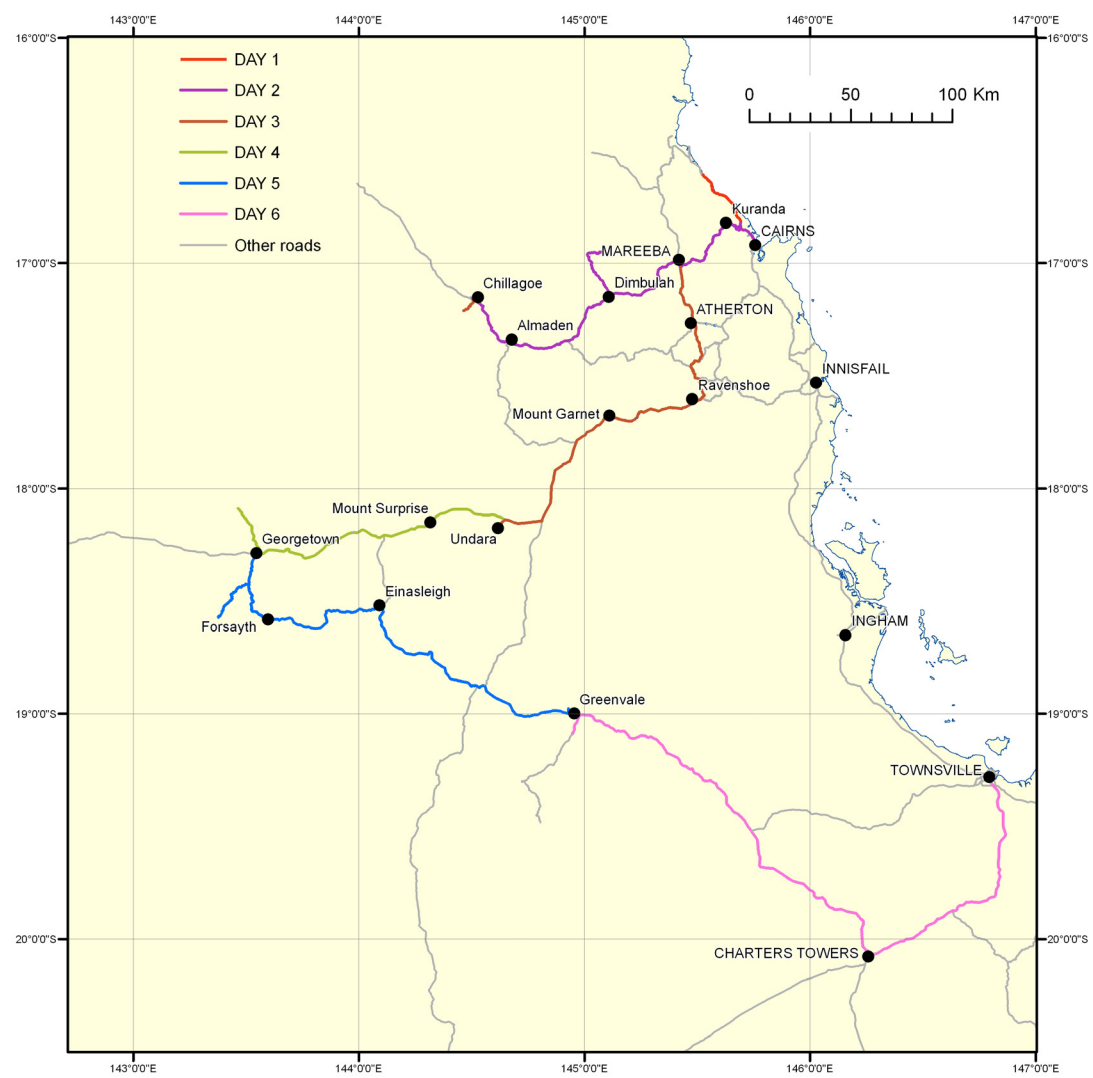 143°0'0"E 144°0'0"E 145°0'0"E 146°0'0"E 147°0'0"E
16°0'0"S 16°0'0"S
DAY 1
DAY 2
DAY 3
DAY 4
DAY 5
DAY 6
Other roads
0 50 100 Km
Kuranda
CAIRNS
MAREEBA
17°0'0"S 17°0'0"S
Chillagoe
Dimbulah
ATHERTON
Almaden
INNISFAIL
Ravenshoe
Mount Garnet
18°0'0"S 18°0'0"S
Mount Surprise
Undara
Georgetown
Einasleigh
Forsayth
INGHAM
Greenvale
19°0'0"S 19°0'0"S
TOWNSVILLE
20°0'0"S 20°0'0"S
CHARTERS TOWERS
143°0'0"E 144°0'0"E 145°0'0"E 146°0'0"E 147°0'0"E